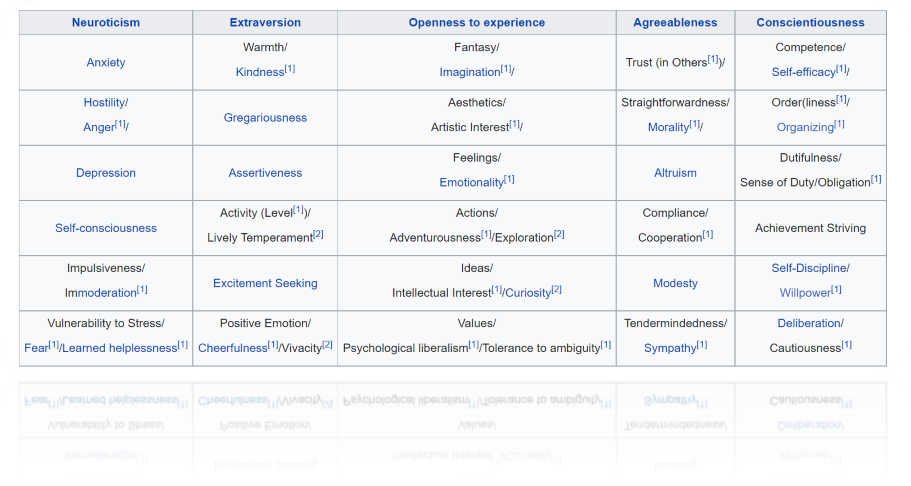 Neuroticism Extraversion Openness to experience Agreeableness Conscientiousness
Anxiety
Warmth/
Kindness[1]
Fantasy/
Imagination[1]/
Trust (in Others[1])/
Competence/
Self-efficacy[1]/
Hostility/
Anger[1]/
Gregariousness
Aesthetics/
Artistic Interest[1]/
Straightforwardness/
Morality[1]/
Order(liness[1]/
Organizing[1]
Depression
Assertiveness
Feelings/
Emotionality[1]
Altruism
Dutifulness/
Sense of Duty/Obligation[1]
Self-consciousness
Activity (Level[1])/
Lively Temperament[2]
Actions/
Adventurousness[1]/Exploration[2]
Compliance/
Cooperation[1]
Achievement Striving
Impulsiveness/
Immoderation[1]
Excitement Seeking
Ideas/
Intellectual Interest[1]/Curiosity[2]
Modesty
Self-Discipline/
Willpower[1]
Vulnerability to Stress/
Fear[1]/Learned helplessness[1]
Positive Emotion/
Cheerfulness[1]/Vivacity[2]
Values/
Psychological liberalism[1]/Tolerance to ambiguity[1]
Tendermindedness/
Sympathy[1]
Deliberation/
Cautiousness[1]